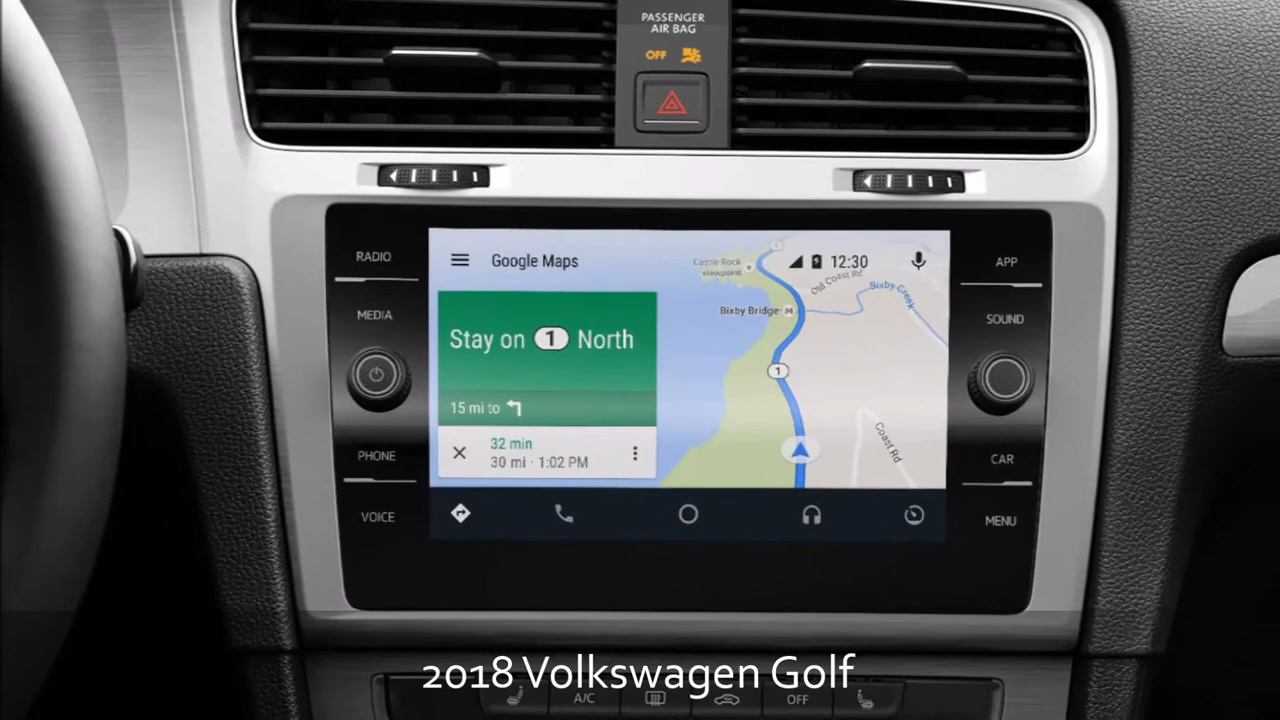 PASSENGER
AIR BAG
OFF
RADIO
MEDIA
PHONE
VOICE
Google Maps
12:30
Stay on 1 North
15 mi to
32 min
30 mi · 1:02 PM
Castle Rock
viewpoint
Old Coast Rd
Bixby Creek
Bixby Bridge
1
1
Coast Rd
APP
SOUND
CAR
MENU
2018 Volkswagen Golf
A/C
OFF